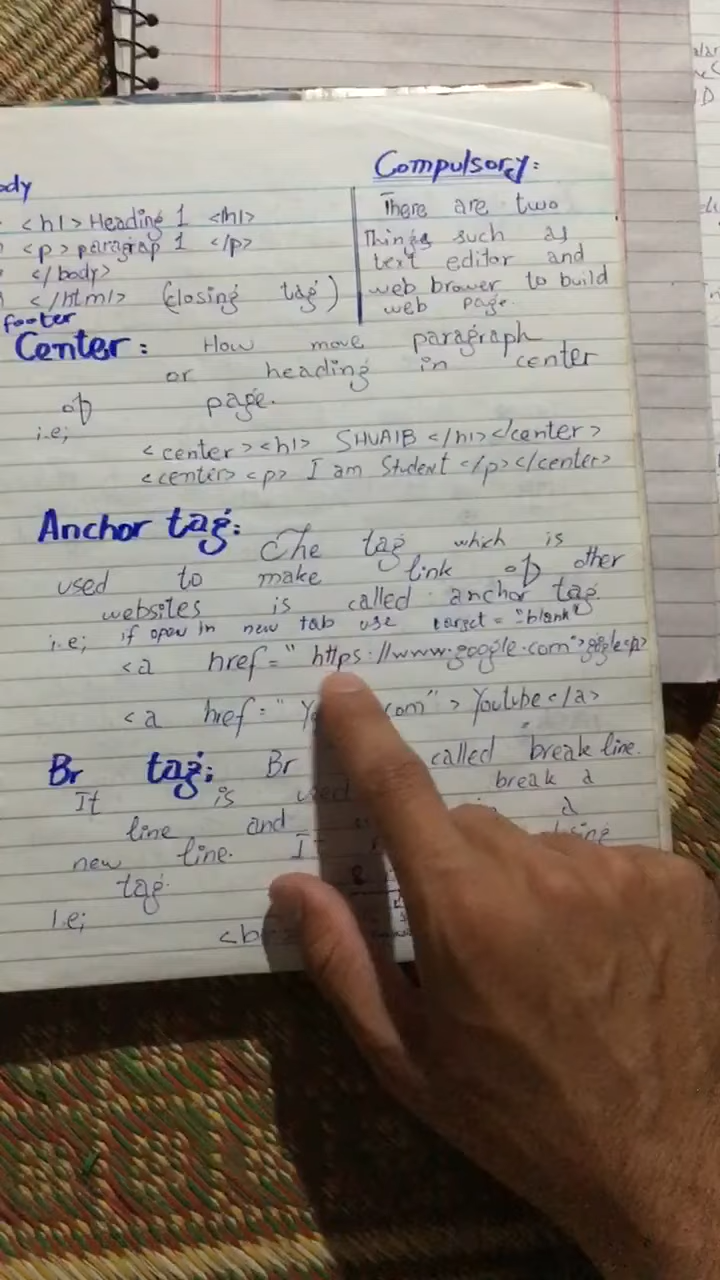 ody
<h1> Heading 1 </h1>
<p> paragrap 1 </p>
</body>
</html> (closing tag)
footer
Compulsory:
There are two
Things such as
text editor and
web brower to build
web page.
Center: How move paragraph
or heading in center
of page.
i.e;
<center><h1> SHUAIB </h1></center>
<center><p> I am Student </p></center>
Anchor tag: The tag which is
used to make link of other
websites is called anchor tag
i.e; if open in new tab use target = "blank"
<a href=" https://www.google.com">
<a href=" com" > Youtube </a>
Br tag: Br called break line.
It is used break a
line and a
new line. I
tag.
I.e;
<b